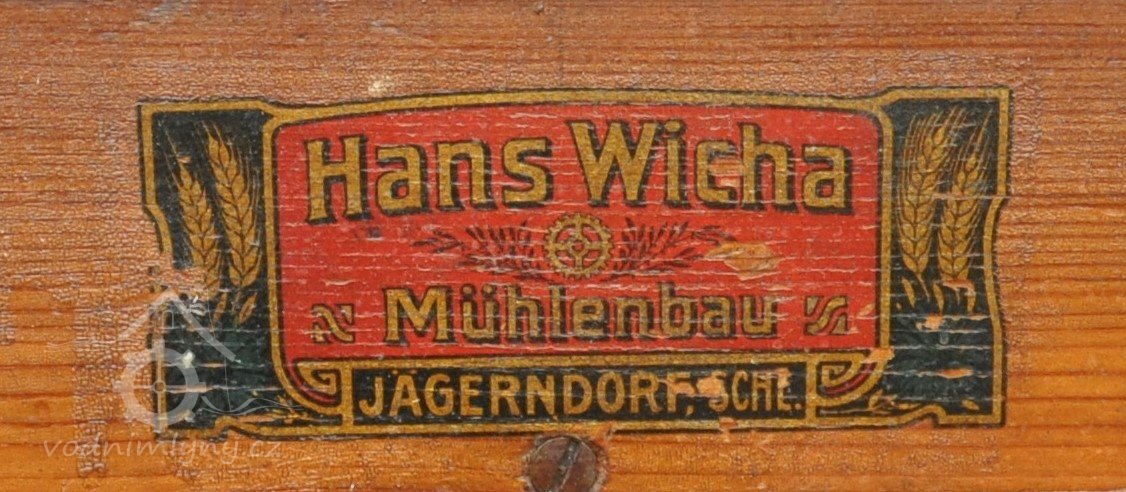 Hans Wicha
Mühlenbau
JÄGERNDORF, SCHL.
vodnimlyny.cz